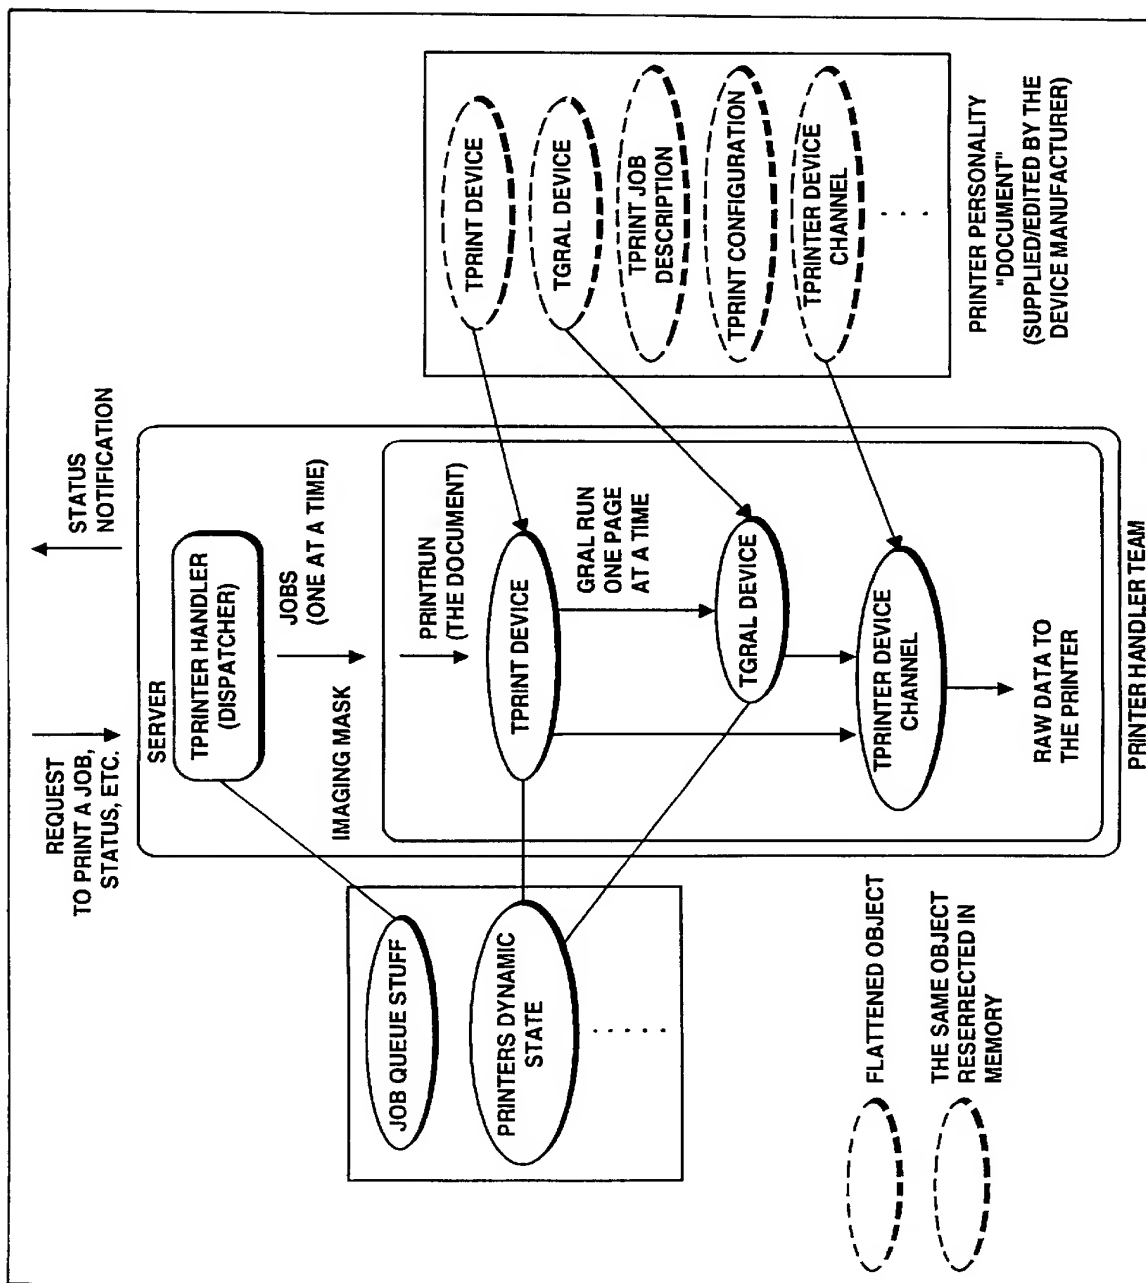 REQUEST
TO PRINT A JOB,
STATUS, ETC.
STATUS
NOTIFICATION
SERVER
TPRINTER HANDLER
(DISPATCHER)
JOBS
(ONE AT A TIME)
IMAGING MASK
PRINTRUN
(THE DOCUMENT)
TPRINT DEVICE
GRAL RUN
ONE PAGE
AT A TIME
TGRAL DEVICE
TPRINTER DEVICE
CHANNEL
RAW DATA TO
THE PRINTER
PRINTER HANDLER TEAM
JOB QUEUE STUFF
PRINTERS DYNAMIC
STATE
. . . . . .
TPRINT DEVICE
TGRAL DEVICE
TPRINT JOB
DESCRIPTION
TPRINT CONFIGURATION
TPRINTER DEVICE
CHANNEL
. . . .
PRINTER PERSONALITY
"DOCUMENT"
(SUPPLIED/EDITED BY THE
DEVICE MANUFACTURER)
FLATTENED OBJECT
THE SAME OBJECT
RESERRECTED IN
MEMORY